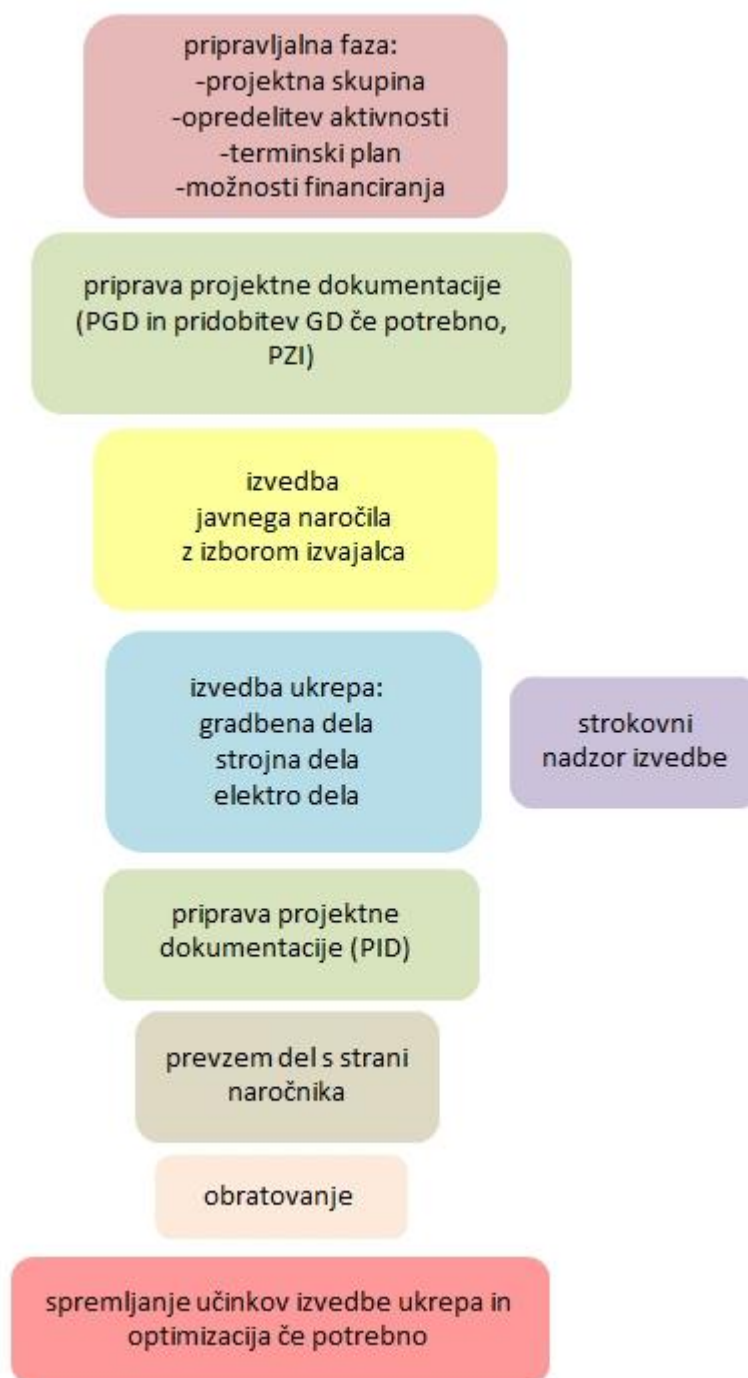 pripravljalna faza:
-projektna skupina
-opredelitev aktivnosti
-terminski plan
-možnosti financiranja
priprava projektne dokumentacije
(PGD in pridobitev GD če potrebno,
PZI)
izvedba
javnega naročila
z izborom izvajalca
izvedba ukrepa:
gradbena dela
strojna dela
elektro dela
strokovni
nadzor izvedbe
priprava projektne
dokumentacije (PID)
prevzem del s strani
naročnika
obratovanje
spremljanje učinkov izvedbe ukrepa in
optimizacija če potrebno